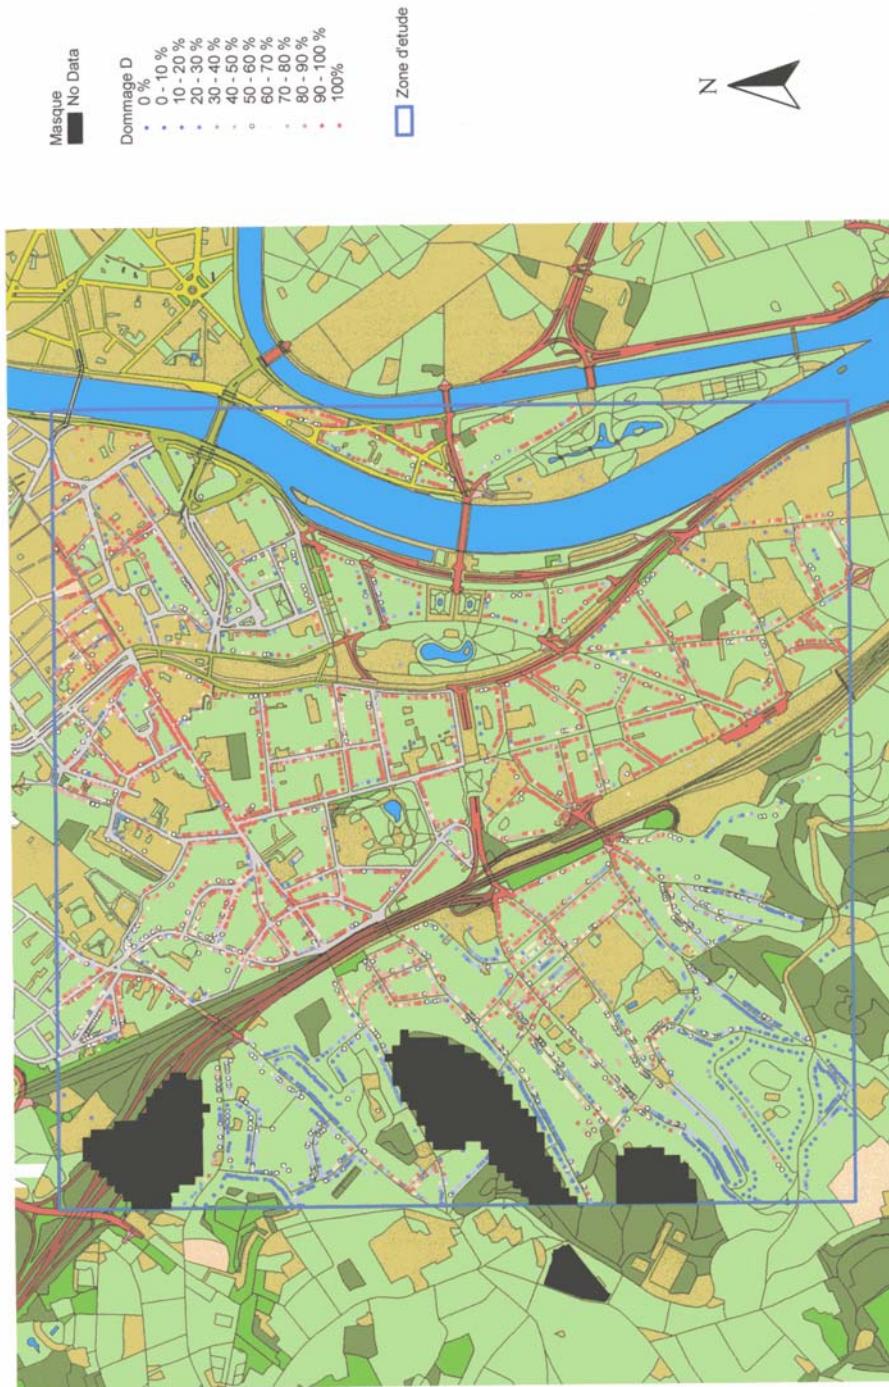 Masque
No Data
Dommage D
0 %
0 - 10 %
10 - 20 %
20 - 30 %
30 - 40 %
40 - 50 %
50 - 60 %
60 - 70 %
70 - 80 %
80 - 90 %
90 - 100 %
100%
Zone d'etude
N